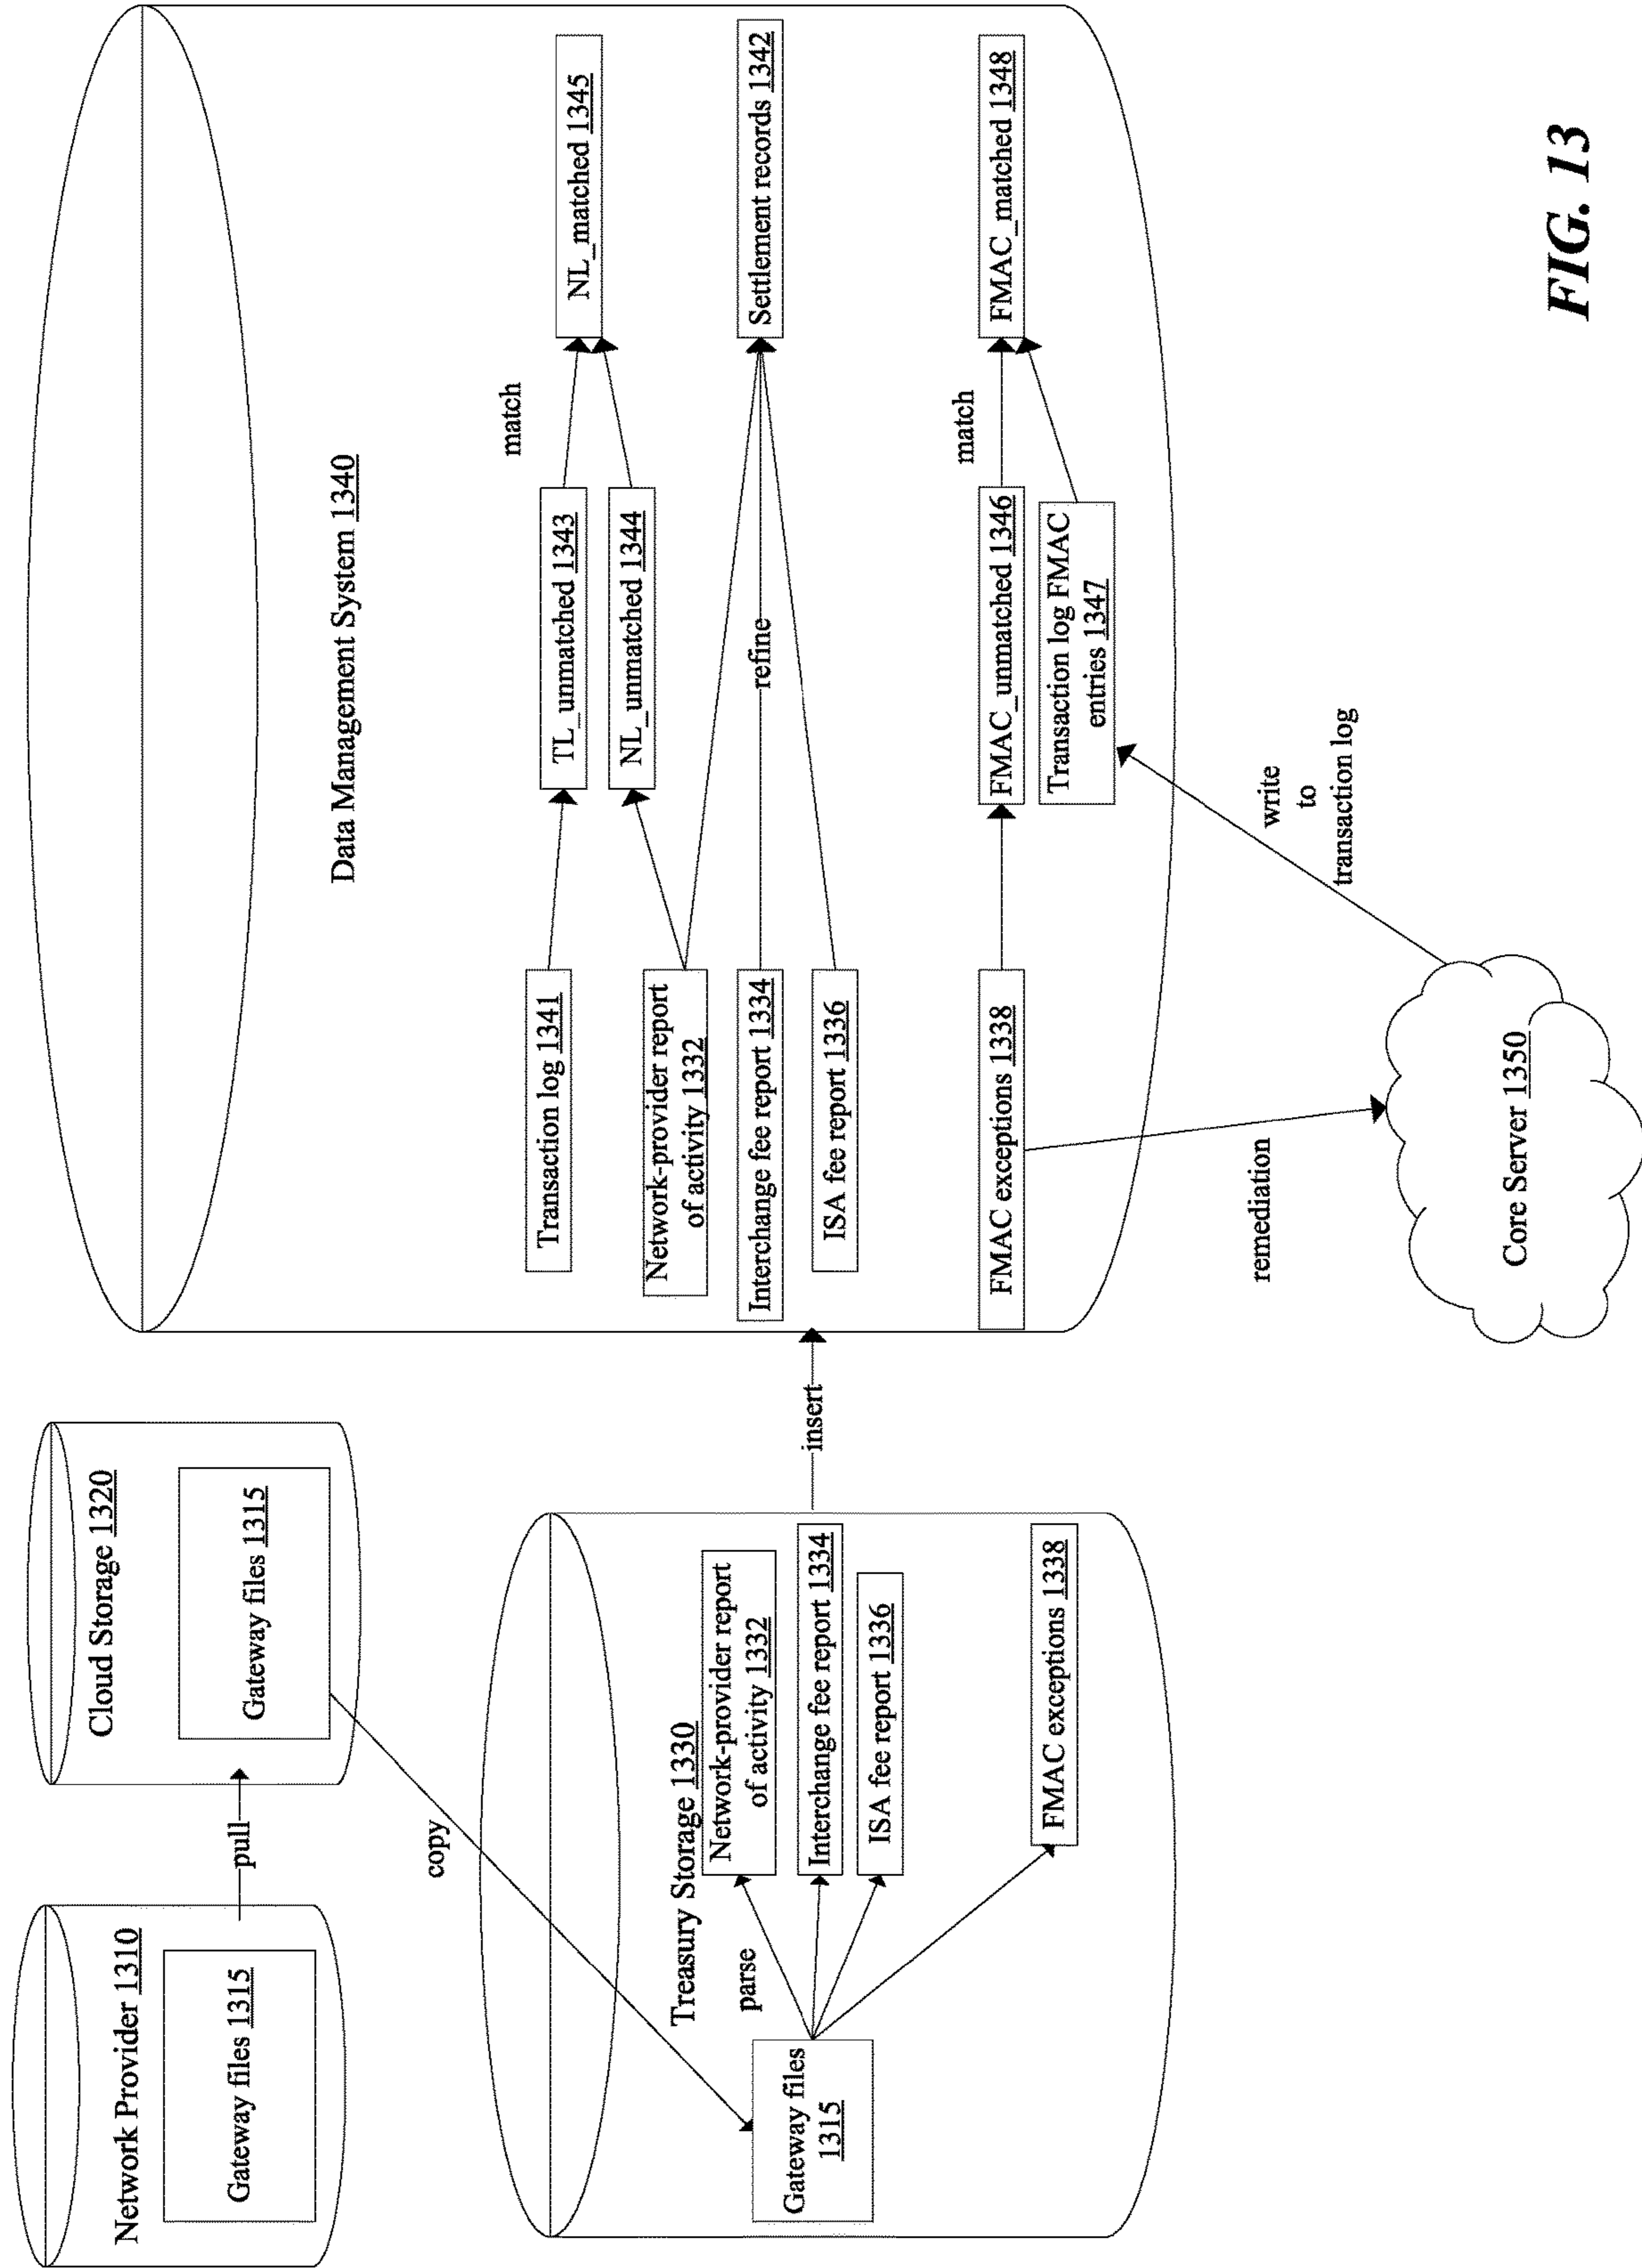 Network Provider 1310
Gateway files 1315
pull
Cloud Storage 1320
Gateway files 1315
copy
Treasury Storage 1330
Gateway files
1315
parse
Network-provider report
of activity 1332
Interchange fee report 1334
ISA fee report 1336
FMAC exceptions 1338
insert
Data Management System 1340
Transaction log 1341
TL_unmatched 1343
match
NL_matched 1345
NL_unmatched 1344
Network-provider report
of activity 1332
Interchange fee report 1334
refine
Settlement records 1342
ISA fee report 1336
FMAC exceptions 1338
FMAC_unmatched 1346
match
FMAC_matched 1348
Transaction log FMAC
entries 1347
remediation
write
to
transaction log
Core Server 1350
FIG. 13